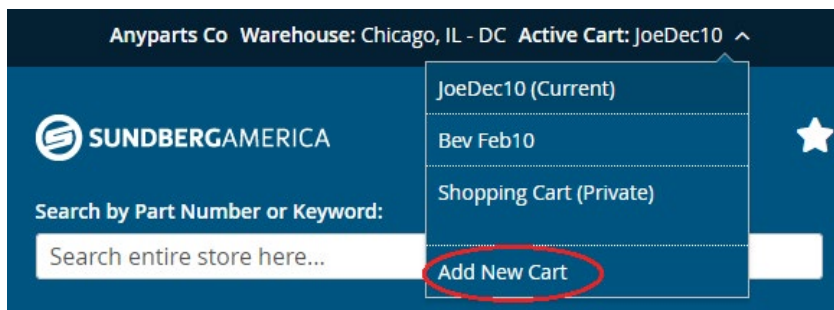 Anyparts Co Warehouse: Chicago, IL - DC Active Cart: JoeDec10
JoeDec10 (Current)
SUNDBERGAMERICA
Bev Feb10
Shopping Cart (Private)
Search by Part Number or Keyword:
Search entire store here...
Add New Cart